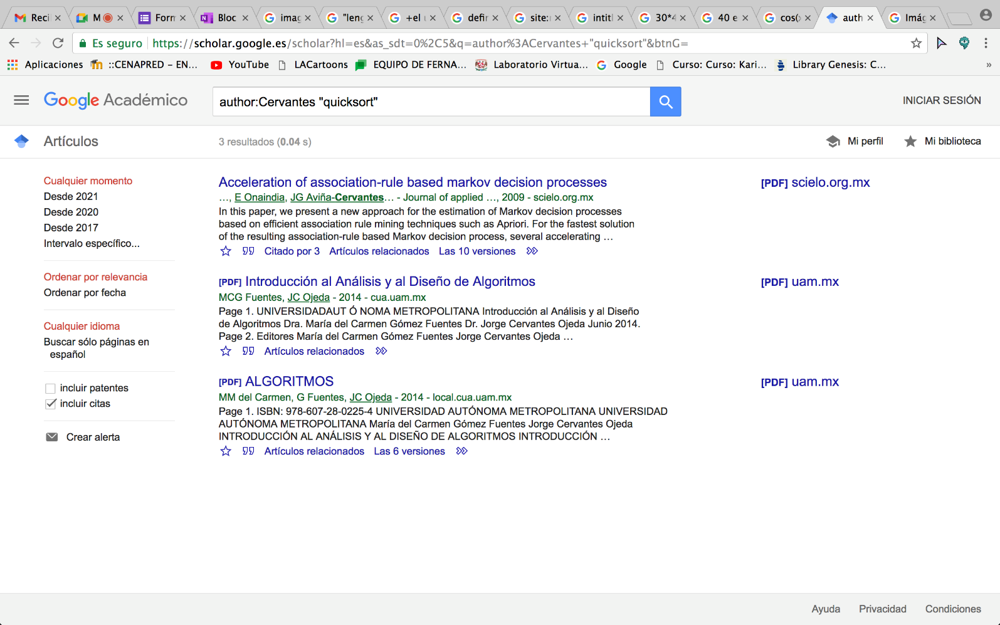 Reci
M
Forn
Bloc
imag
"leng
+el u
defin
site:r
intitl
30*4
40 e
cos(x
auth
Imág
Es seguro https://scholar.google.es/scholar?hl=es&as_sdt=0%2C5&q=author%3ACervantes+"quicksort"&btnG=
Aplicaciones ::CENAPRED – EN... YouTube LACartoons EQUIPO DE FERNA... Laboratorio Virtua... Google Curso: Curso: Kari... Library Genesis: C... »
Google Académico author:Cervantes "quicksort" INICIAR SESIÓN
Artículos 3 resultados (0.04 s) Mi perfil Mi biblioteca
Cualquier momento
Desde 2021
Desde 2020
Desde 2017
Intervalo específico...
Ordenar por relevancia
Ordenar por fecha
Cualquier idioma
Buscar sólo páginas en
español
incluir patentes
incluir citas
Crear alerta
Acceleration of association-rule based markov decision processes
…, E Onaindia, JG Aviña-Cervantes… - Journal of applied …, 2009 - scielo.org.mx
In this paper, we present a new approach for the estimation of Markov decision processes
based on efficient association rule mining techniques such as Apriori. For the fastest solution
of the resulting association-rule based Markov decision process, several accelerating …
Citado por 3 Artículos relacionados Las 10 versiones
[PDF] scielo.org.mx
[PDF] Introducción al Análisis y al Diseño de Algoritmos
MCG Fuentes, JC Ojeda - 2014 - cua.uam.mx
Page 1. UNIVERSIDADAUT Ó NOMA METROPOLITANA Introducción al Análisis y al Diseño
de Algoritmos Dra. María del Carmen Gómez Fuentes Dr. Jorge Cervantes Ojeda Junio 2014.
Page 2. Editores María del Carmen Gómez Fuentes Jorge Cervantes Ojeda …
Artículos relacionados
[PDF] uam.mx
[PDF] ALGORITMOS
MM del Carmen, G Fuentes, JC Ojeda - 2014 - local.cua.uam.mx
Page 1. ISBN: 978-607-28-0225-4 UNIVERSIDAD AUTÓNOMA METROPOLITANA UNIVERSIDAD
AUTÓNOMA METROPOLITANA María del Carmen Gómez Fuentes Jorge Cervantes Ojeda
INTRODUCCIÓN AL ANÁLISIS Y AL DISEÑO DE ALGORITMOS INTRODUCCIÓN …
Artículos relacionados Las 6 versiones
[PDF] uam.mx
Ayuda Privacidad Condiciones